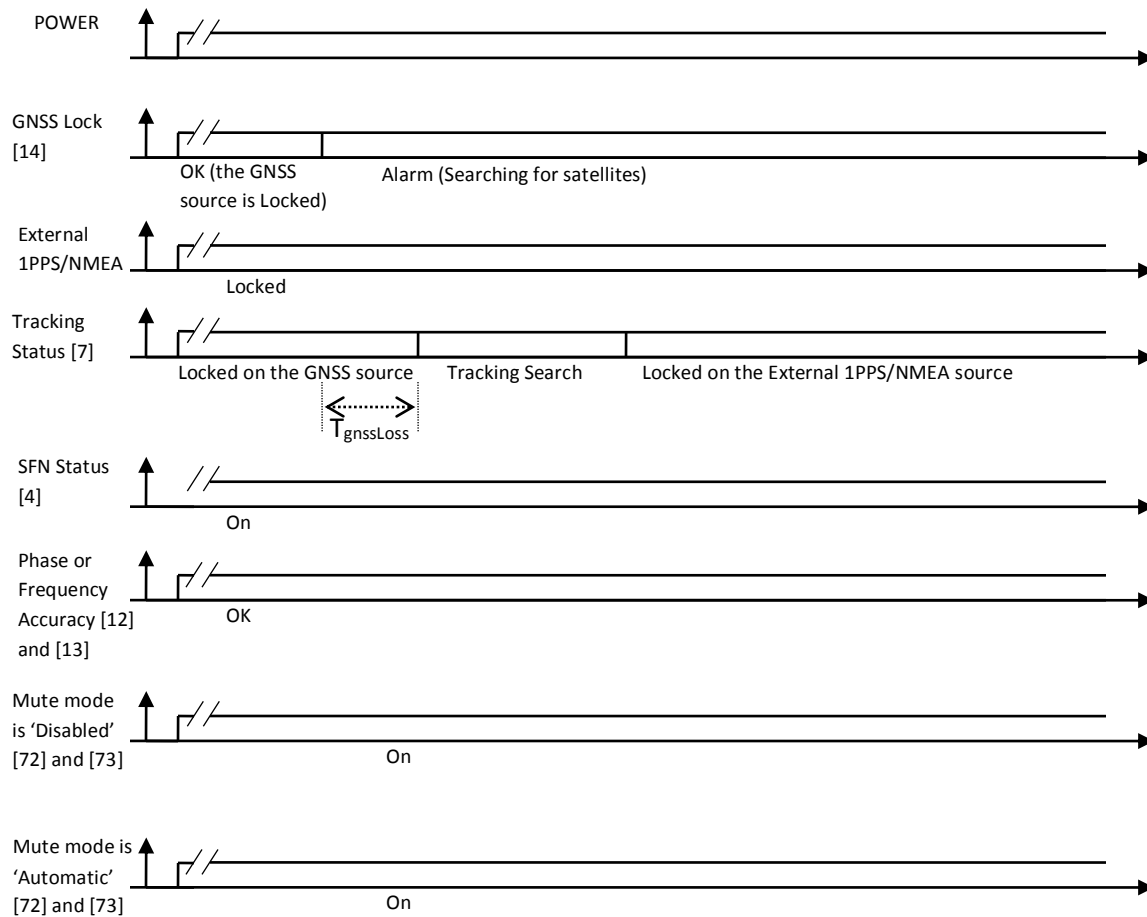 POWER
GNSS Lock
[14]
OK (the GNSS
source is Locked)
Alarm (Searching for satellites)
External
1PPS/NMEA
Locked
Tracking
Status [7]
Locked on the GNSS source
Tracking Search
Locked on the External 1PPS/NMEA source
TgnssLoss
SFN Status
[4]
On
Phase or
Frequency
Accuracy [12]
and [13]
OK
Mute mode
is ‘Disabled’
[72] and [73]
On
Mute mode is
‘Automatic’
[72] and [73]
On